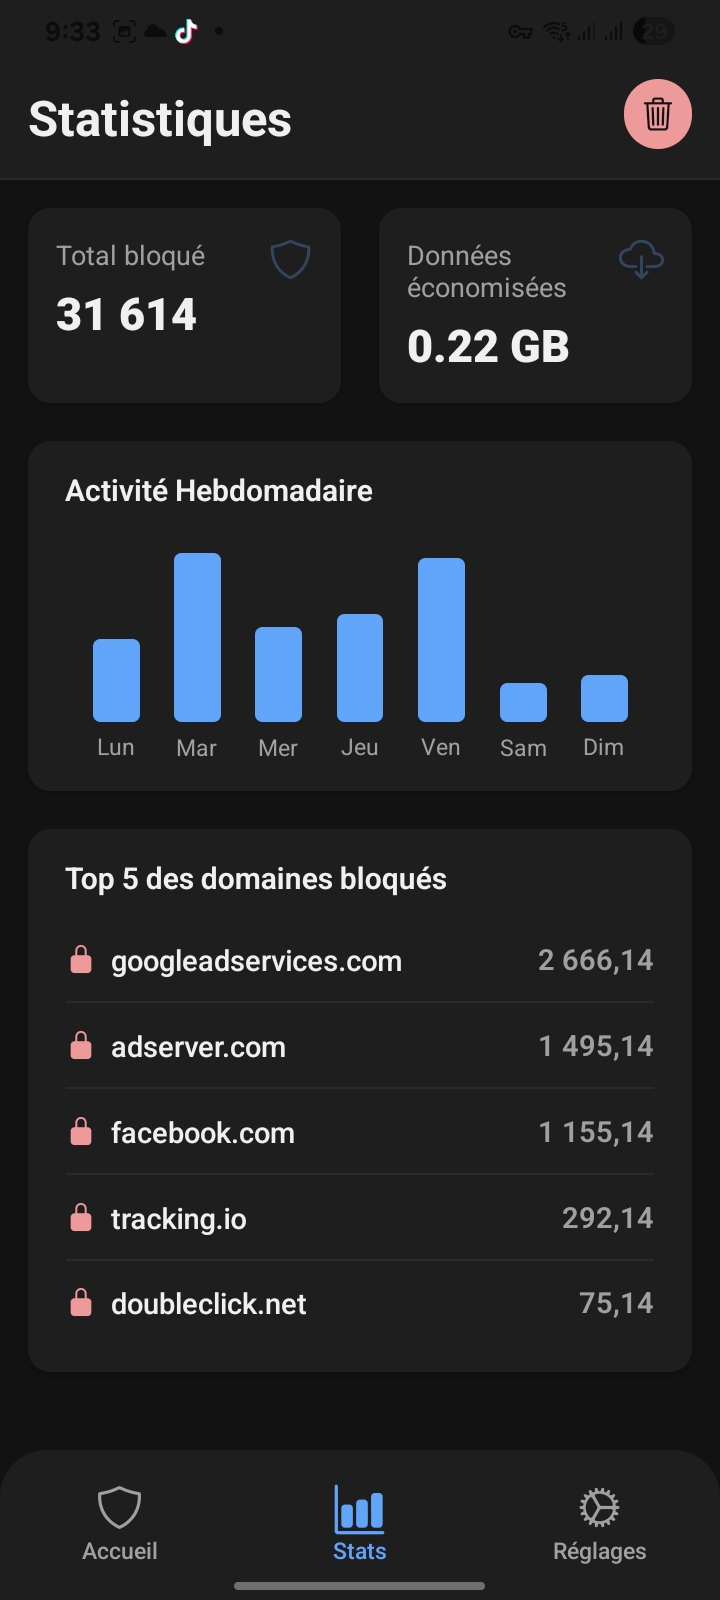 9:33
29
Statistiques
Total bloqué
31 614
Données
économisées
0.22 GB
Activité Hebdomadaire
Lun Mar Mer Jeu Ven Sam Dim
Top 5 des domaines bloqués
googleadservices.com 2 666,14
adserver.com 1 495,14
facebook.com 1 155,14
tracking.io 292,14
doubleclick.net 75,14
Accueil Stats Réglages